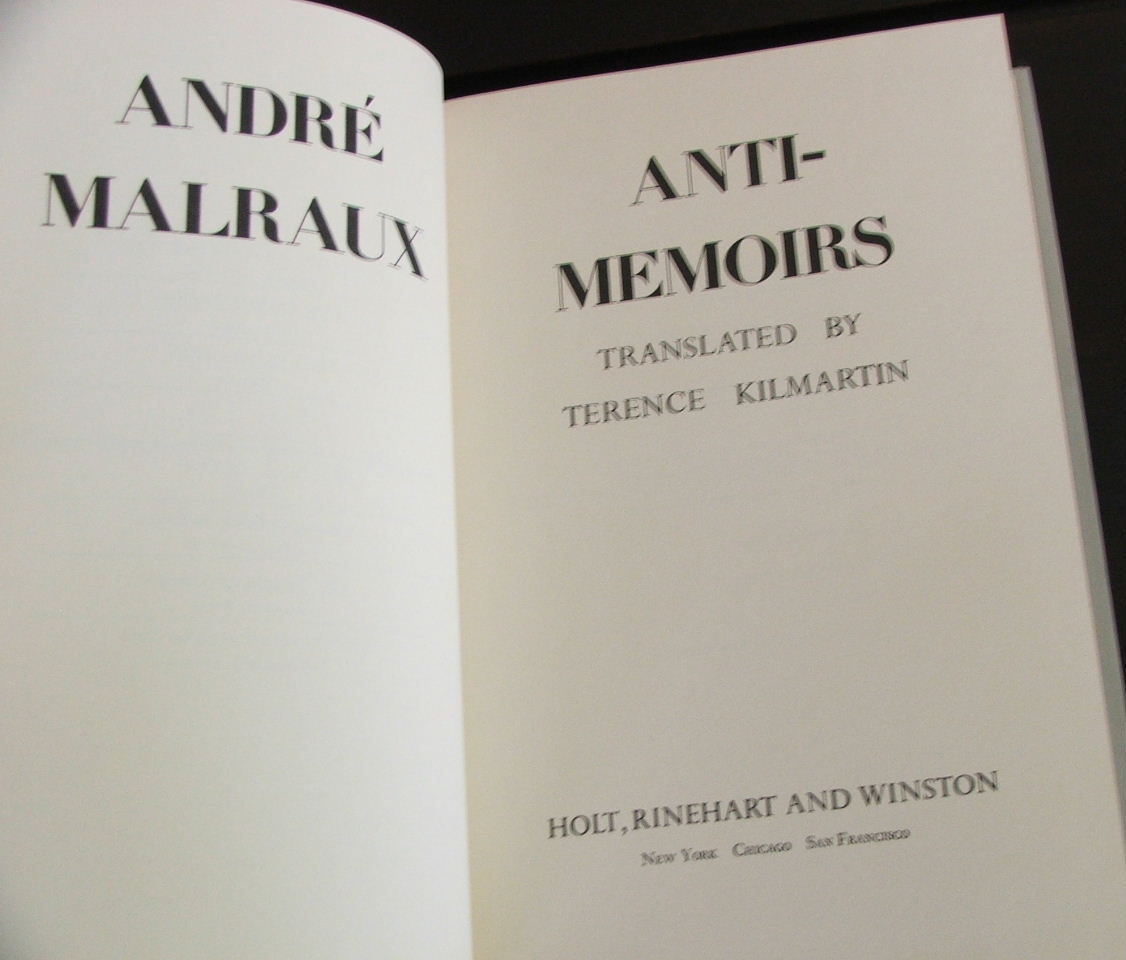 ANDRÉ
MALRAUX
ANTI-
MEMOIRS
TRANSLATED BY
TERENCE KILMARTIN
HOLT, RINEHART AND WINSTON
New York Chicago San Francisco